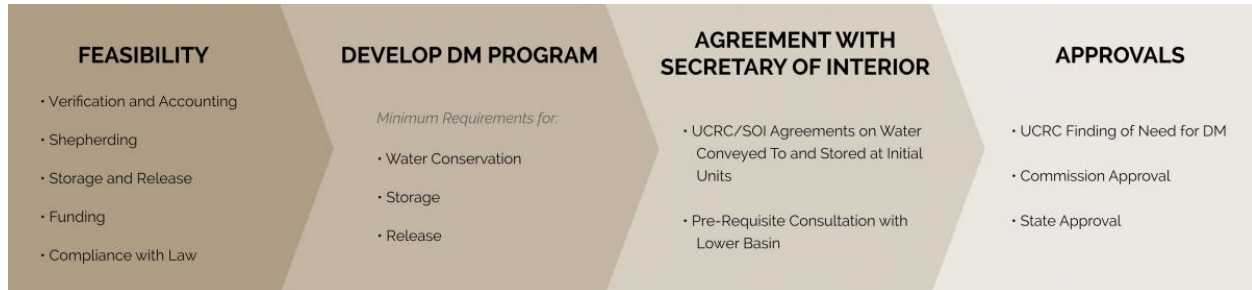 FEASIBILITY
• Verification and Accounting
• Shepherding
• Storage and Release
• Funding
• Compliance with Law
DEVELOP DM PROGRAM
Minimum Requirements for:
• Water Conservation
• Storage
• Release
AGREEMENT WITH
SECRETARY OF INTERIOR
• UCRC/SOI Agreements on Water
Conveyed To and Stored at Initial
Units
• Pre-Requisite Consultation with
Lower Basin
APPROVALS
• UCRC Finding of Need for DM
• Commission Approval
• State Approval